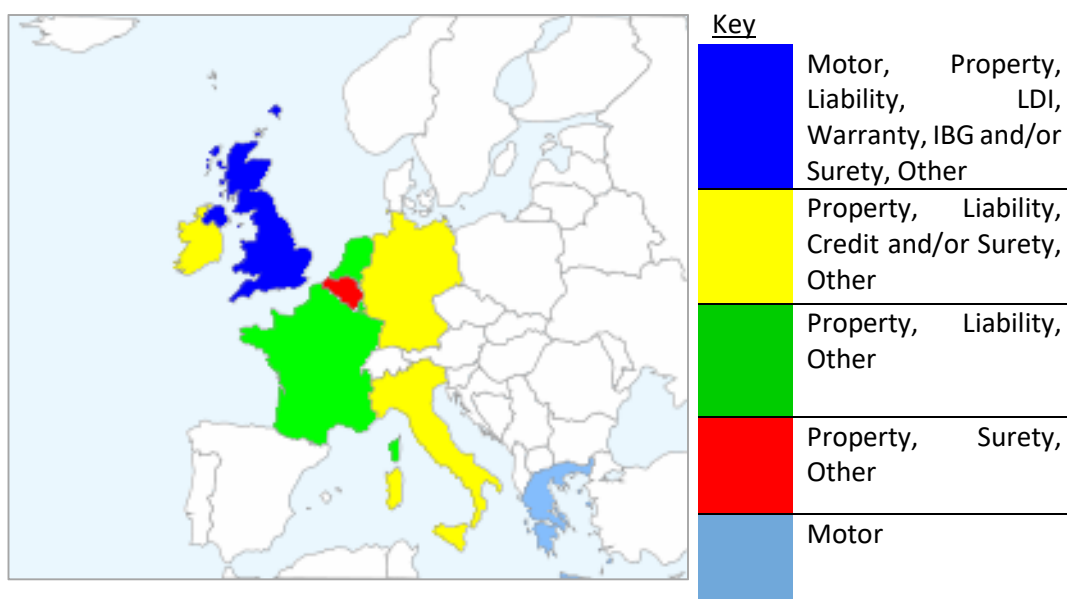 Key
Motor, Property,
Liability, LDI,
Warranty, IBG and/or
Surety, Other
Property, Liability,
Credit and/or Surety,
Other
Property, Liability,
Other
Property, Surety,
Other
Motor